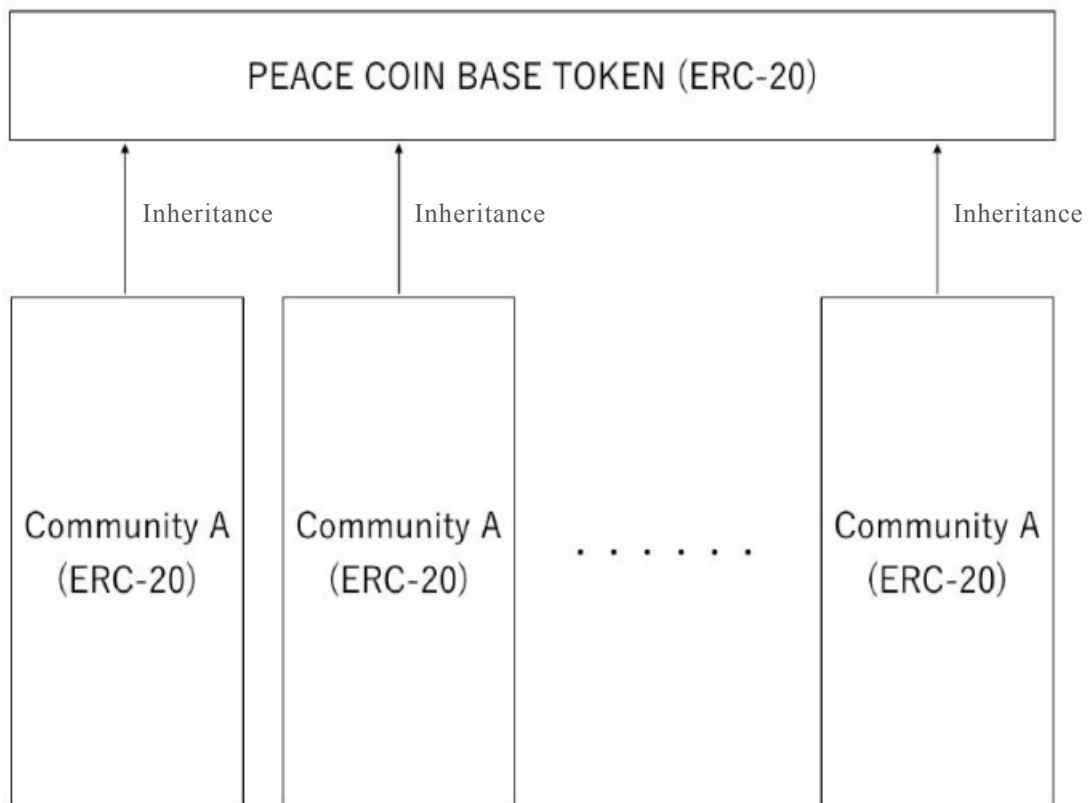 PEACE COIN BASE TOKEN (ERC-20)
Inheritance
Inheritance
Inheritance
Community A
(ERC-20)
Community A
(ERC-20)
. . . . . .
Community A
(ERC-20)